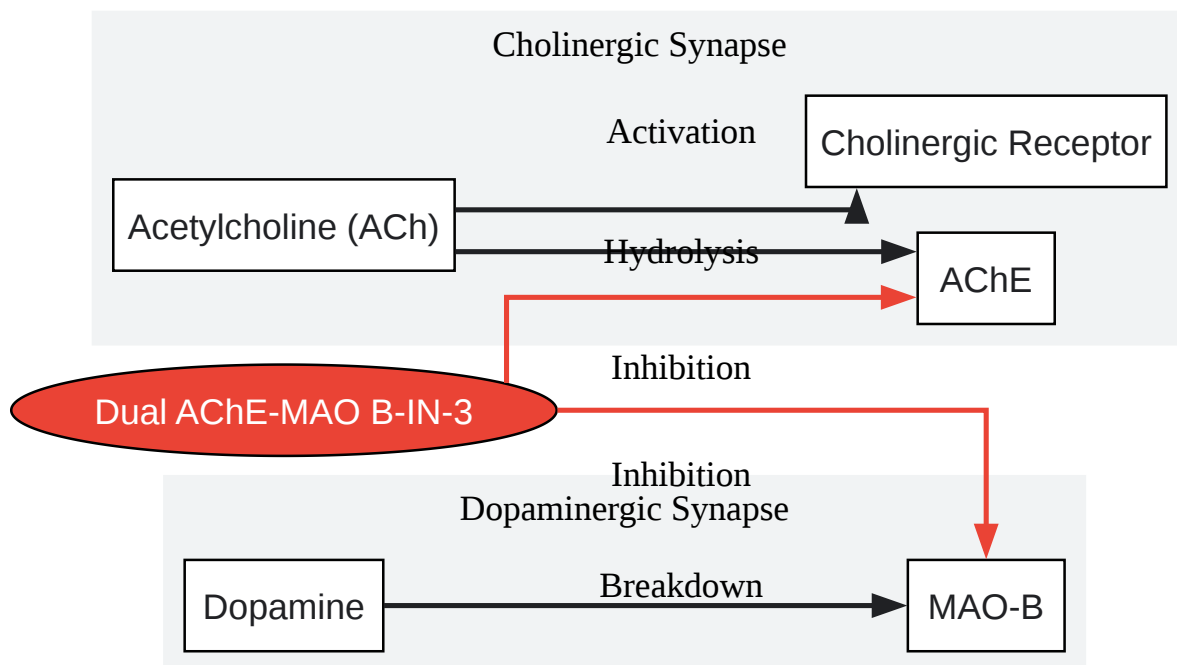 Cholinergic Synapse
Activation
Cholinergic Receptor
Acetylcholine (ACh)
Hydrolysis
AChE
Inhibition
Dual AChE-MAO B-IN-3
Inhibition
Dopaminergic Synapse
Breakdown
Dopamine
MAO-B